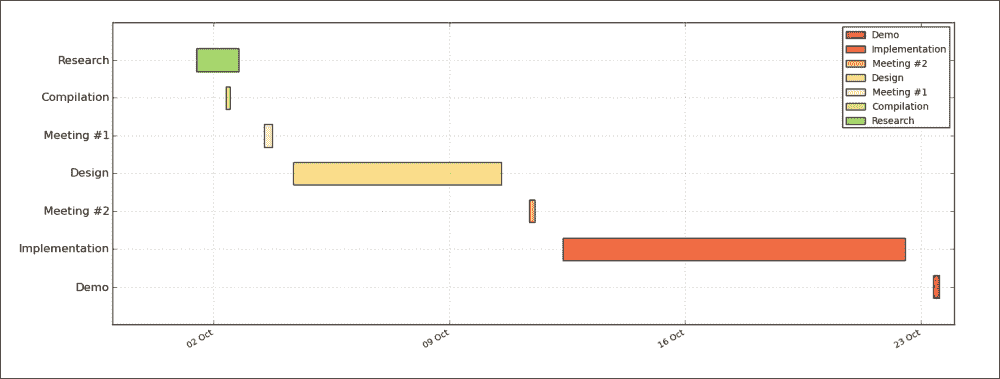 Research
Compilation
Meeting #1
Design
Meeting #2
Implementation
Demo
Demo
Implementation
Meeting #2
Design
Meeting #1
Compilation
Research
02 Oct
09 Oct
16 Oct
23 Oct